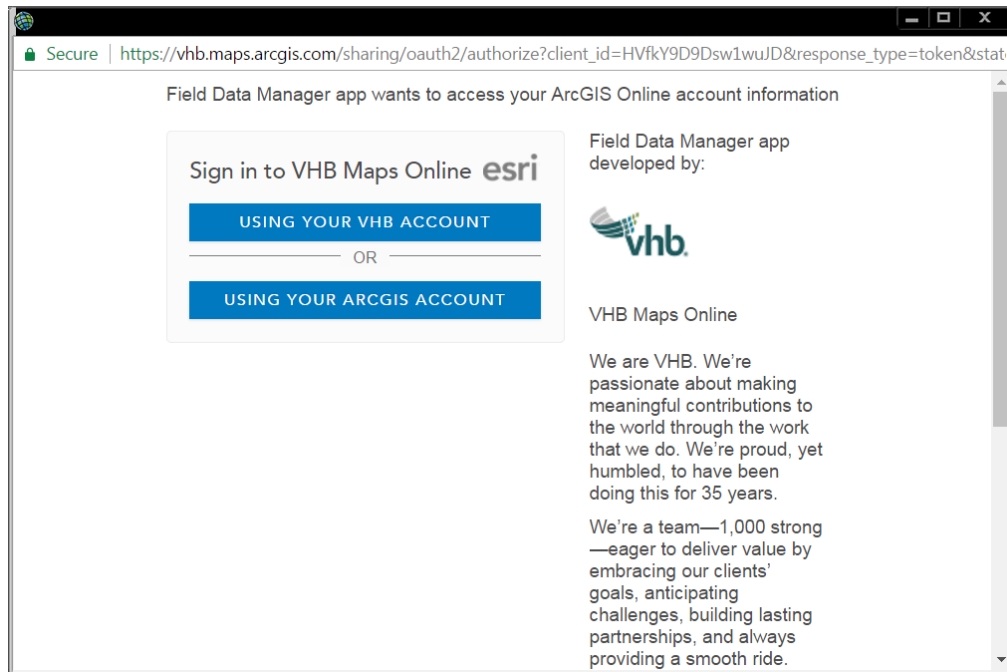 Secure | https://vhb.maps.arcgis.com/sharing/oauth2/authorize?client_id=HVfkY9D9Dsw1wuJD&response_type=token&stat
Field Data Manager app wants to access your ArcGIS Online account information
Sign in to VHB Maps Online esri
USING YOUR VHB ACCOUNT
OR
USING YOUR ARCGIS ACCOUNT
Field Data Manager app
developed by:
vhb.
VHB Maps Online
We are VHB. We're
passionate about making
meaningful contributions to
the world through the work
that we do. We're proud, yet
humbled, to have been
doing this for 35 years.
We're a team—1,000 strong
—eager to deliver value by
embracing our clients'
goals, anticipating
challenges, building lasting
partnerships, and always
providing a smooth ride.